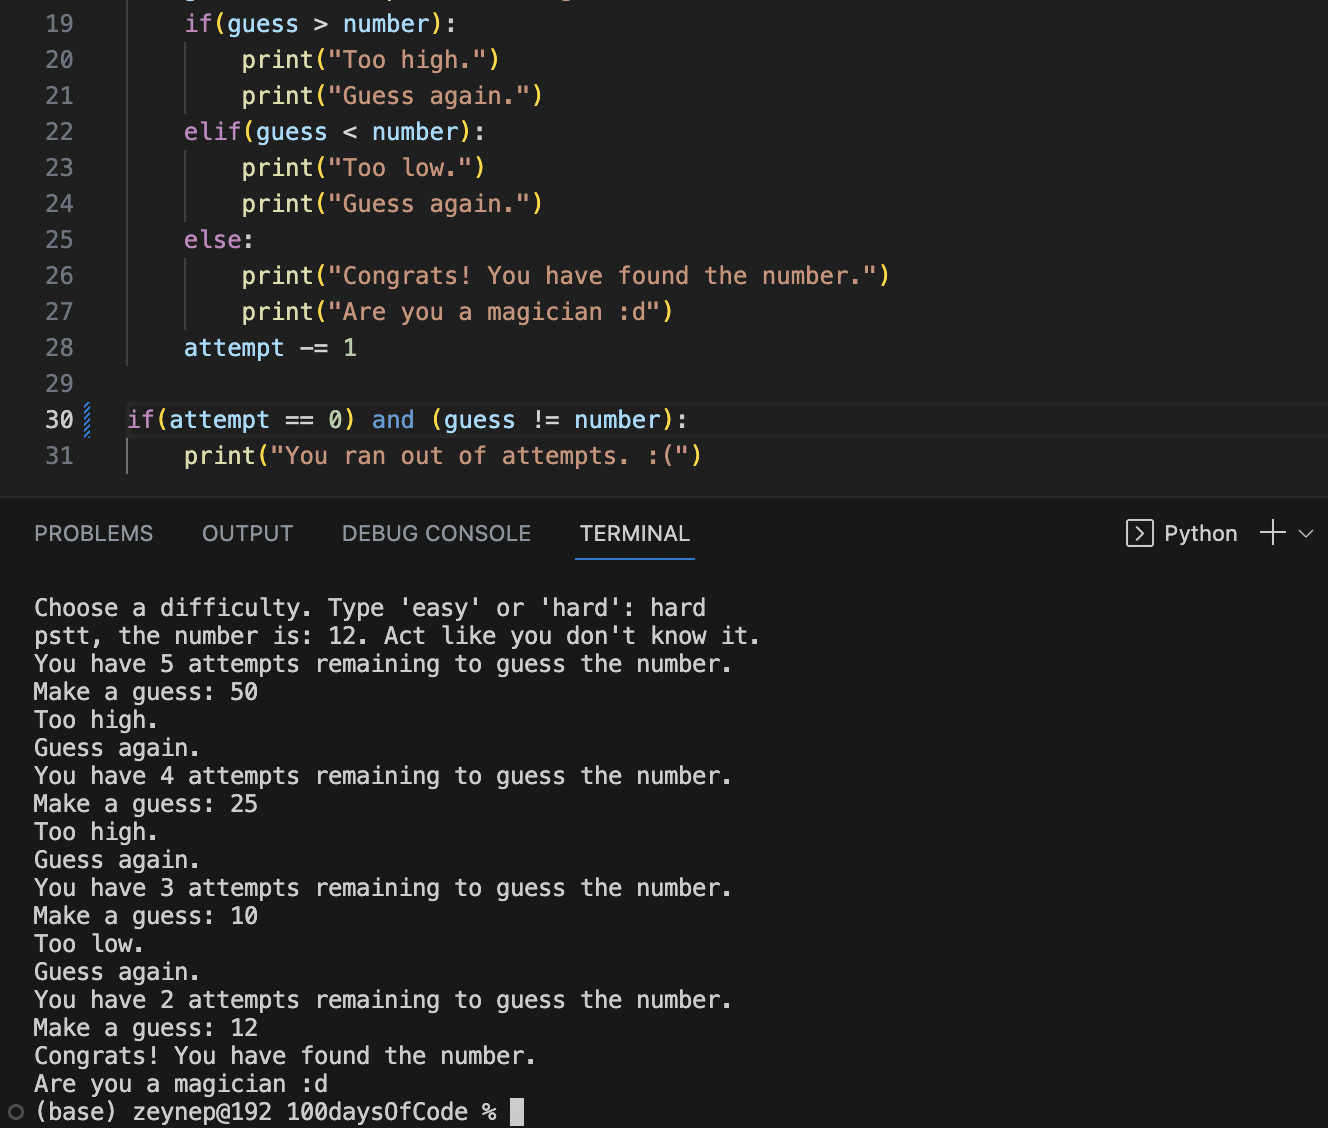 19 if(guess > number):
20 print("Too high.")
21 print("Guess again.")
22 elif(guess < number):
23 print("Too low.")
24 print("Guess again.")
25 else:
26 print("Congrats! You have found the number.")
27 print("Are you a magician :d")
28 attempt -= 1
29
30 if(attempt == 0) and (guess != number):
31 print("You ran out of attempts. :(")
PROBLEMS OUTPUT DEBUG CONSOLE TERMINAL Python
Choose a difficulty. Type 'easy' or 'hard': hard
pstt, the number is: 12. Act like you don't know it.
You have 5 attempts remaining to guess the number.
Make a guess: 50
Too high.
Guess again.
You have 4 attempts remaining to guess the number.
Make a guess: 25
Too high.
Guess again.
You have 3 attempts remaining to guess the number.
Make a guess: 10
Too low.
Guess again.
You have 2 attempts remaining to guess the number.
Make a guess: 12
Congrats! You have found the number.
Are you a magician :d
(base) zeynep@192 100daysOfCode %